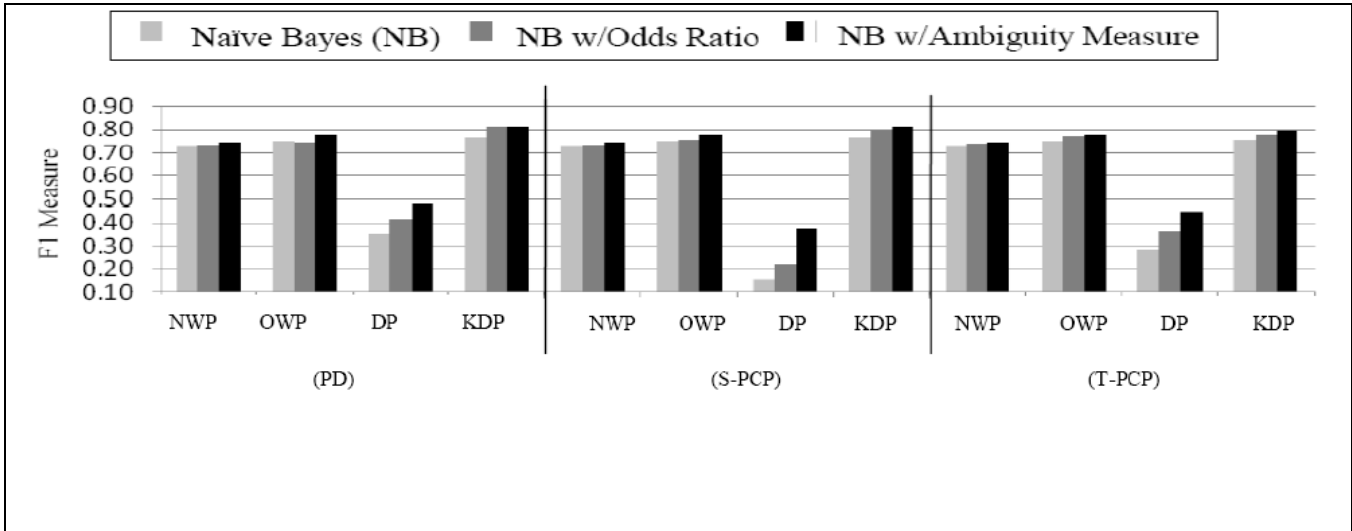 Naïve Bayes (NB) NB w/Odds Ratio NB w/Ambiguity Measure
F1 Measure
0.90
0.80
0.70
0.60
0.50
0.40
0.30
0.20
0.10
NWP OWP DP KDP NWP OWP DP KDP NWP OWP DP KDP
(PD) (S-PCP) (T-PCP)